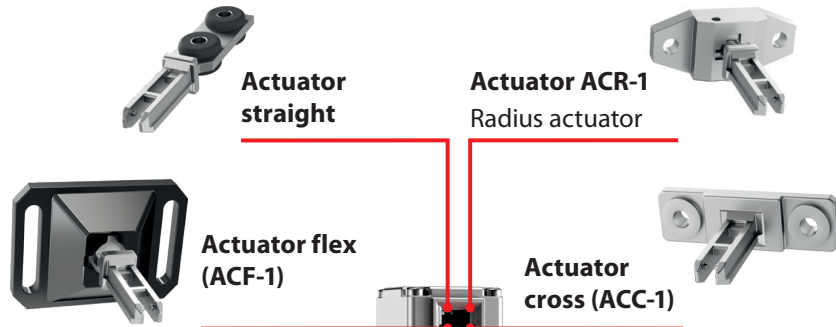 Actuator
straight
Actuator ACR-1
Radius actuator
Actuator flex
(ACF-1)
Actuator
cross (ACC-1)